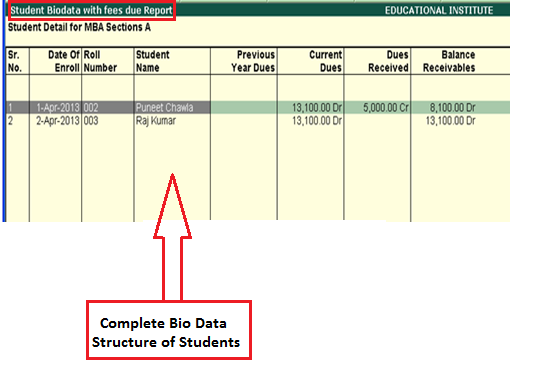 Student Biodata with fees due Report EDUCATIONAL INSTITUTE
Student Detail for MBA Sections A
Sr. Date Of Roll Student Previous Current Dues Balance
No. Enroll Number Name Year Dues Dues Received Receivables
1 1-Apr-2013 002 Puneet Chawla 13,100.00 Dr 5,000.00 Cr 8,100.00 Dr
2 2-Apr-2013 003 Raj Kumar 13,100.00 Dr 13,100.00 Dr
Complete Bio Data
Structure of Students